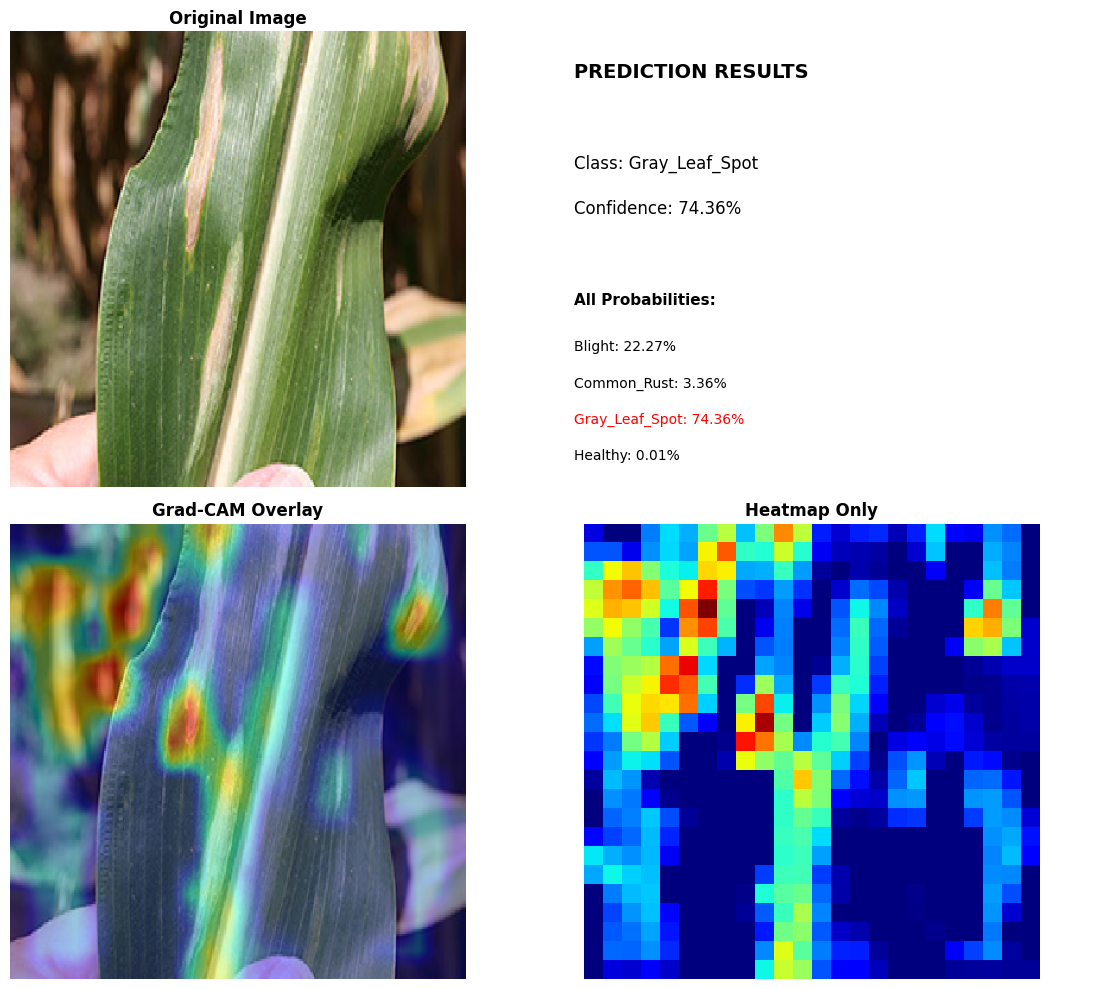 Original Image
PREDICTION RESULTS
Class: Gray_Leaf_Spot
Confidence: 74.36%
All Probabilities:
Blight: 22.27%
Common_Rust: 3.36%
Gray_Leaf_Spot: 74.36%
Healthy: 0.01%
Grad-CAM Overlay
Heatmap Only